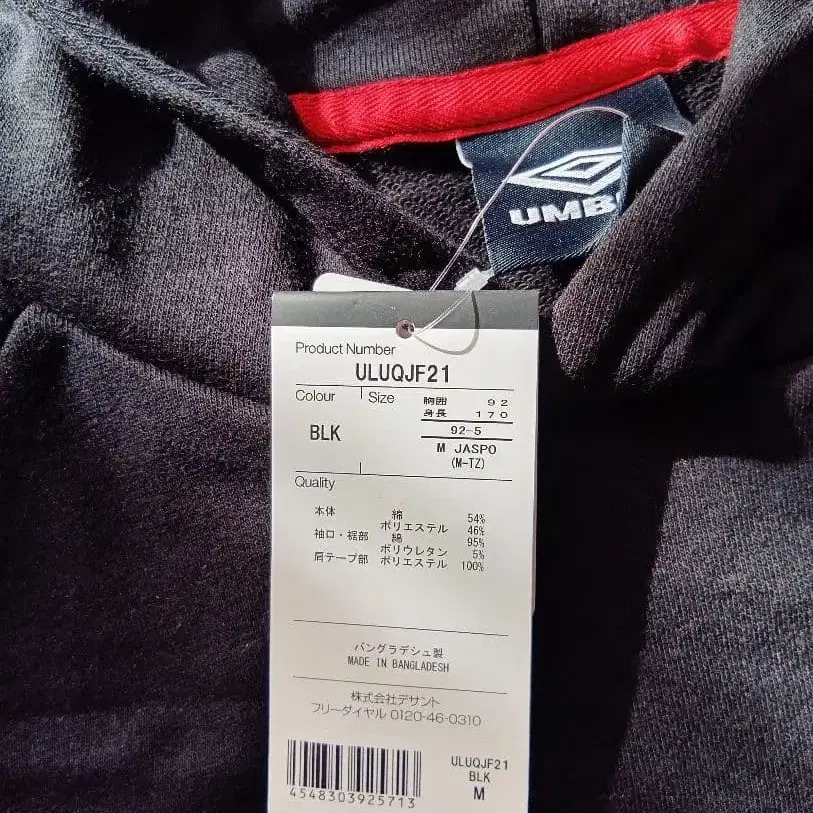 UMB
Product Number
ULUQJF21
Colour
Size
胸囲 92
身長 170
BLK
92-5
M JASPO
(M-TZ)
Quality
本体 綿 54%
ポリエステル 46%
袖口・裾部 綿 95%
ポリウレタン 5%
肩テープ部 ポリエステル 100%
バングラデシュ製
MADE IN BANGLADESH
株式会社デサント
フリーダイヤル 0120-46-0310
ULUQJF21
BLK
M
4548303925713